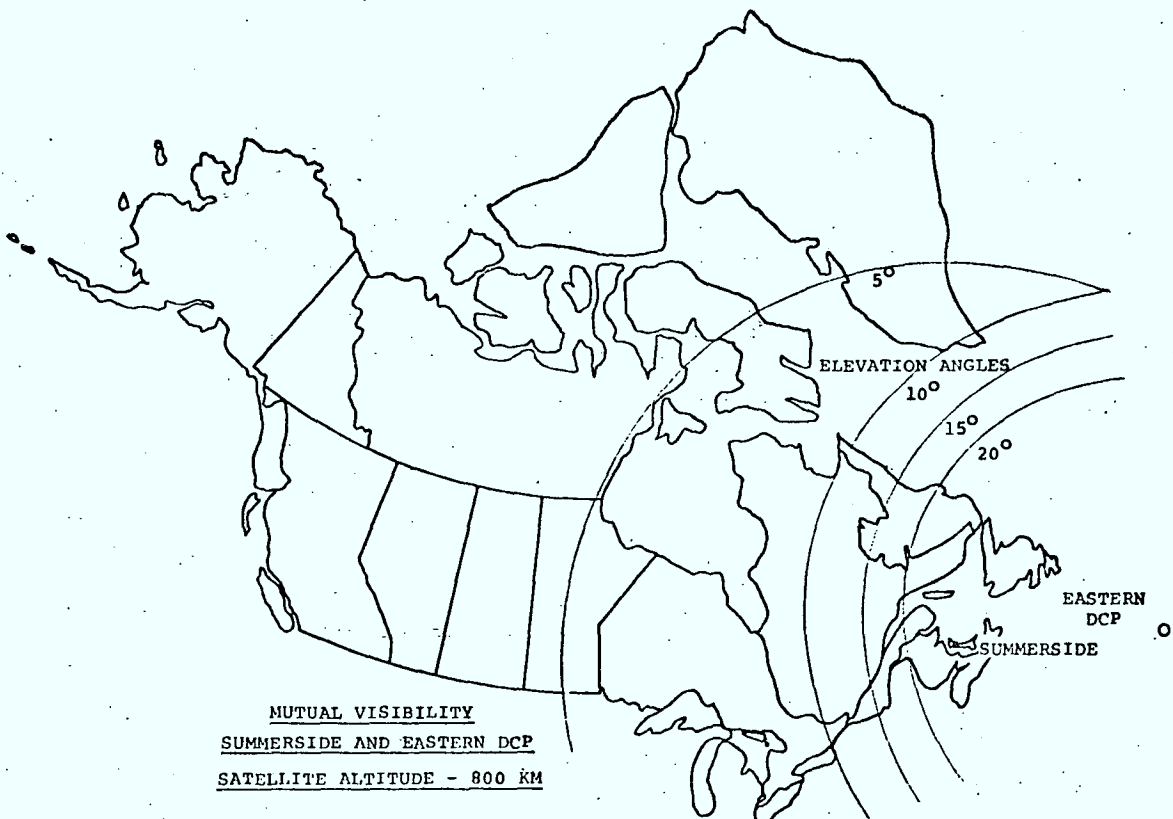 5°
ELEVATION ANGLES
10°
15°
20°
EASTERN
DCP
SUMMERSIDE
MUTUAL VISIBILITY
SUMMERSIDE AND EASTERN DCP
SATELLITE ALTITUDE - 800 KM